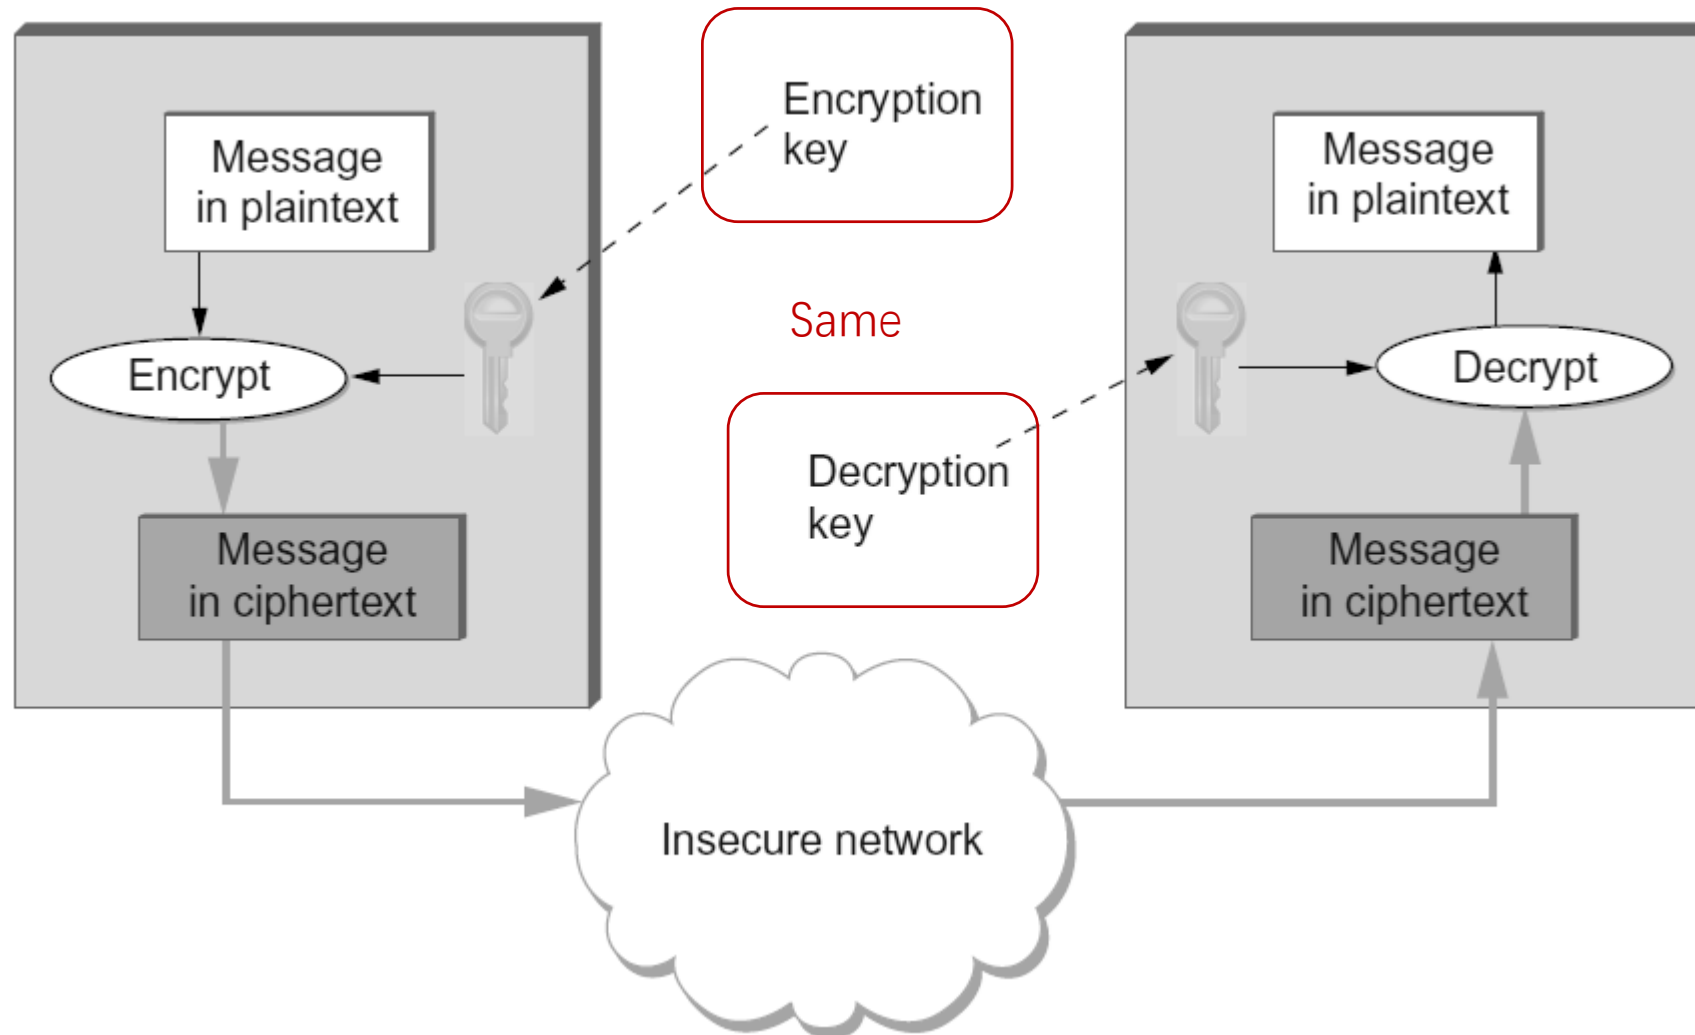 Message
in plaintext
Encrypt
Message
in ciphertext
Encryption
key
Same
Decryption
key
Insecure network
Message
in plaintext
Decrypt
Message
in ciphertext